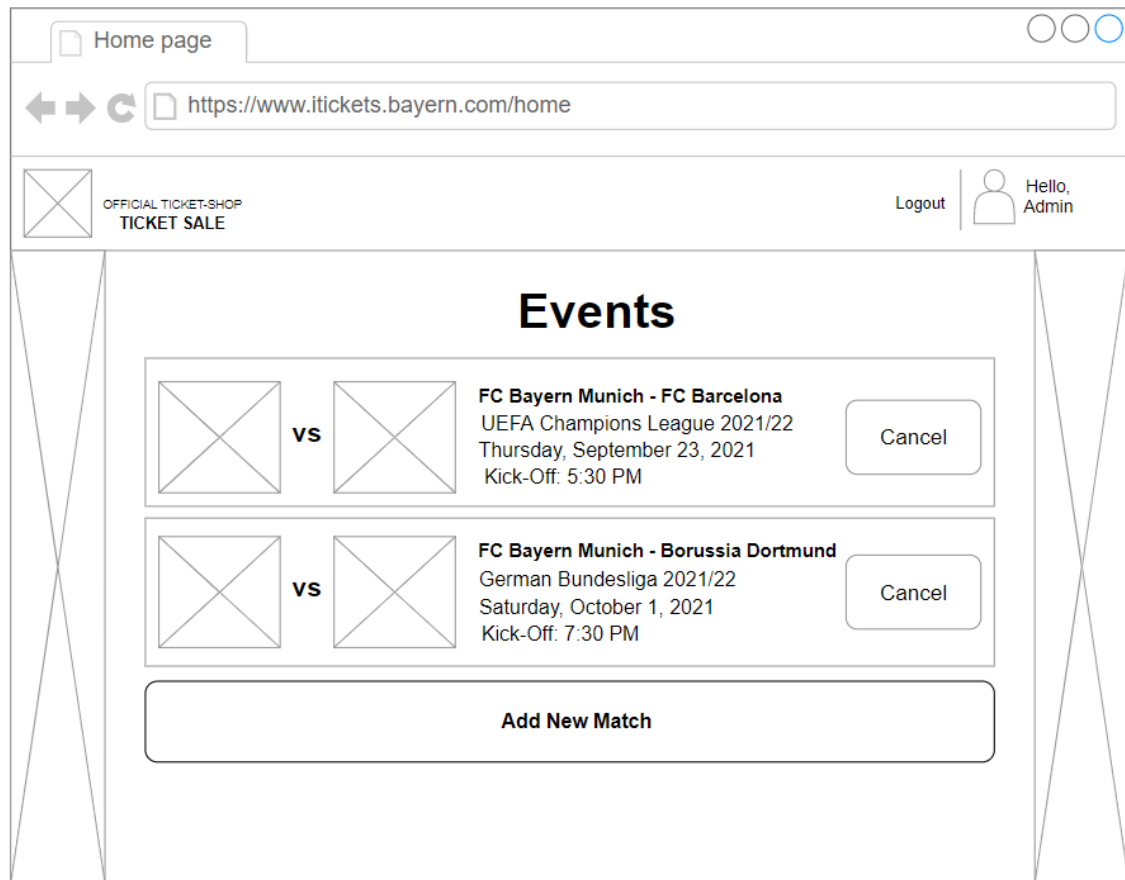 Home page
https://www.itickets.bayern.com/home
OFFICIAL TICKET-SHOP
TICKET SALE
Logout
Hello,
Admin
Events
vs
FC Bayern Munich - FC Barcelona
UEFA Champions League 2021/22
Thursday, September 23, 2021
Kick-Off: 5:30 PM
Cancel
vs
FC Bayern Munich - Borussia Dortmund
German Bundesliga 2021/22
Saturday, October 1, 2021
Kick-Off: 7:30 PM
Cancel
Add New Match